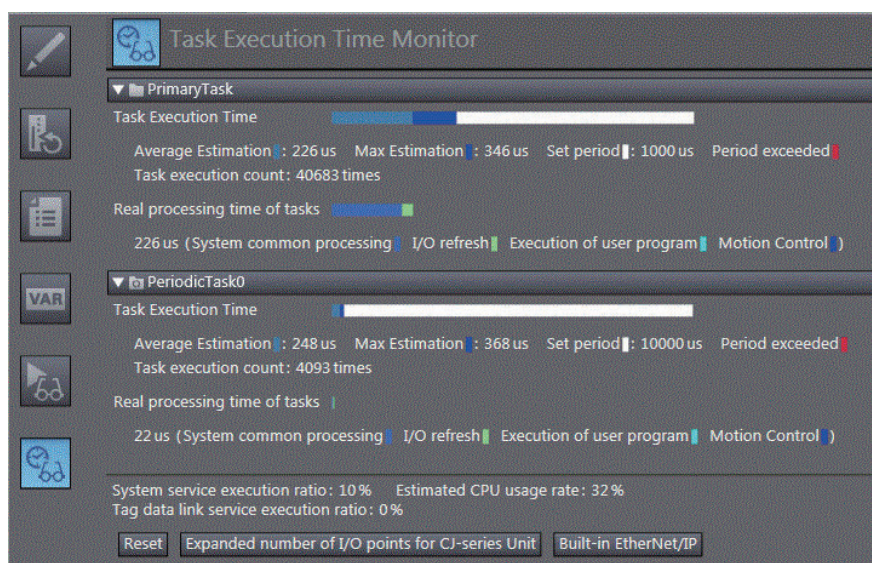 Task Execution Time Monitor
PrimaryTask
Task Execution Time
Average Estimation : 226 us Max Estimation : 346 us Set period : 1000 us Period exceeded
Task execution count : 40683 times
Real processing time of tasks
226 us (System common processing I/O refresh Execution of user program Motion Control )
PeriodicTask0
VAR
Task Execution Time
Average Estimation : 248 us Max Estimation : 368 us Set period : 10000 us Period exceeded
Task execution count : 4093 times
Real processing time of tasks
22 us (System common processing I/O refresh Execution of user program Motion Control )
System service execution ratio : 10 % Estimated CPU usage rate : 32 %
Tag data link service execution ratio : 0 %
Reset Expanded number of I/O points for CJ-series Unit Built-in EtherNet/IP